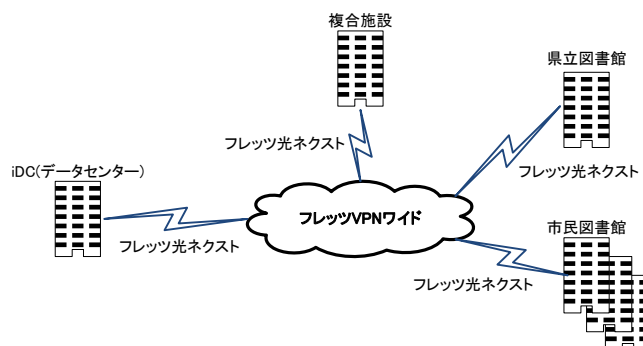 複合施設
県立図書館
フレッツ光ネクスト
フレッツ光ネクスト
iDC(データセンター)
フレッツVPNワイド
市民図書館
フレッツ光ネクスト
フレッツ光ネクスト